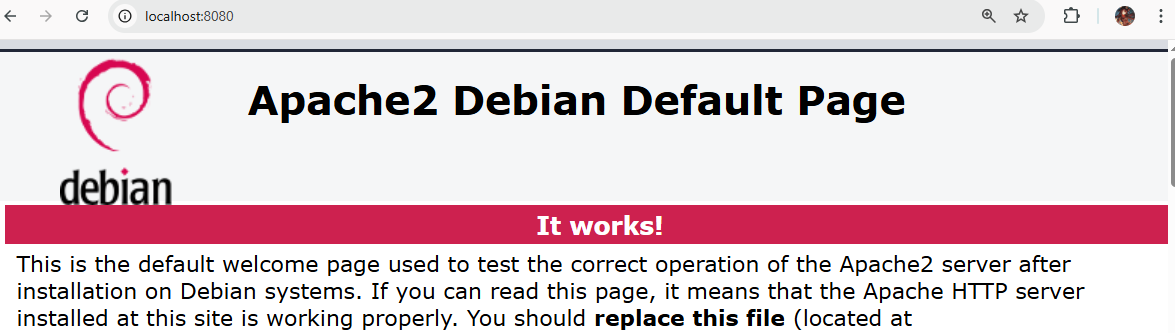 localhost:8080
Apache2 Debian Default Page
debian
It works!
This is the default welcome page used to test the correct operation of the Apache2 server after
installation on Debian systems. If you can read this page, it means that the Apache HTTP server
installed at this site is working properly. You should replace this file (located at